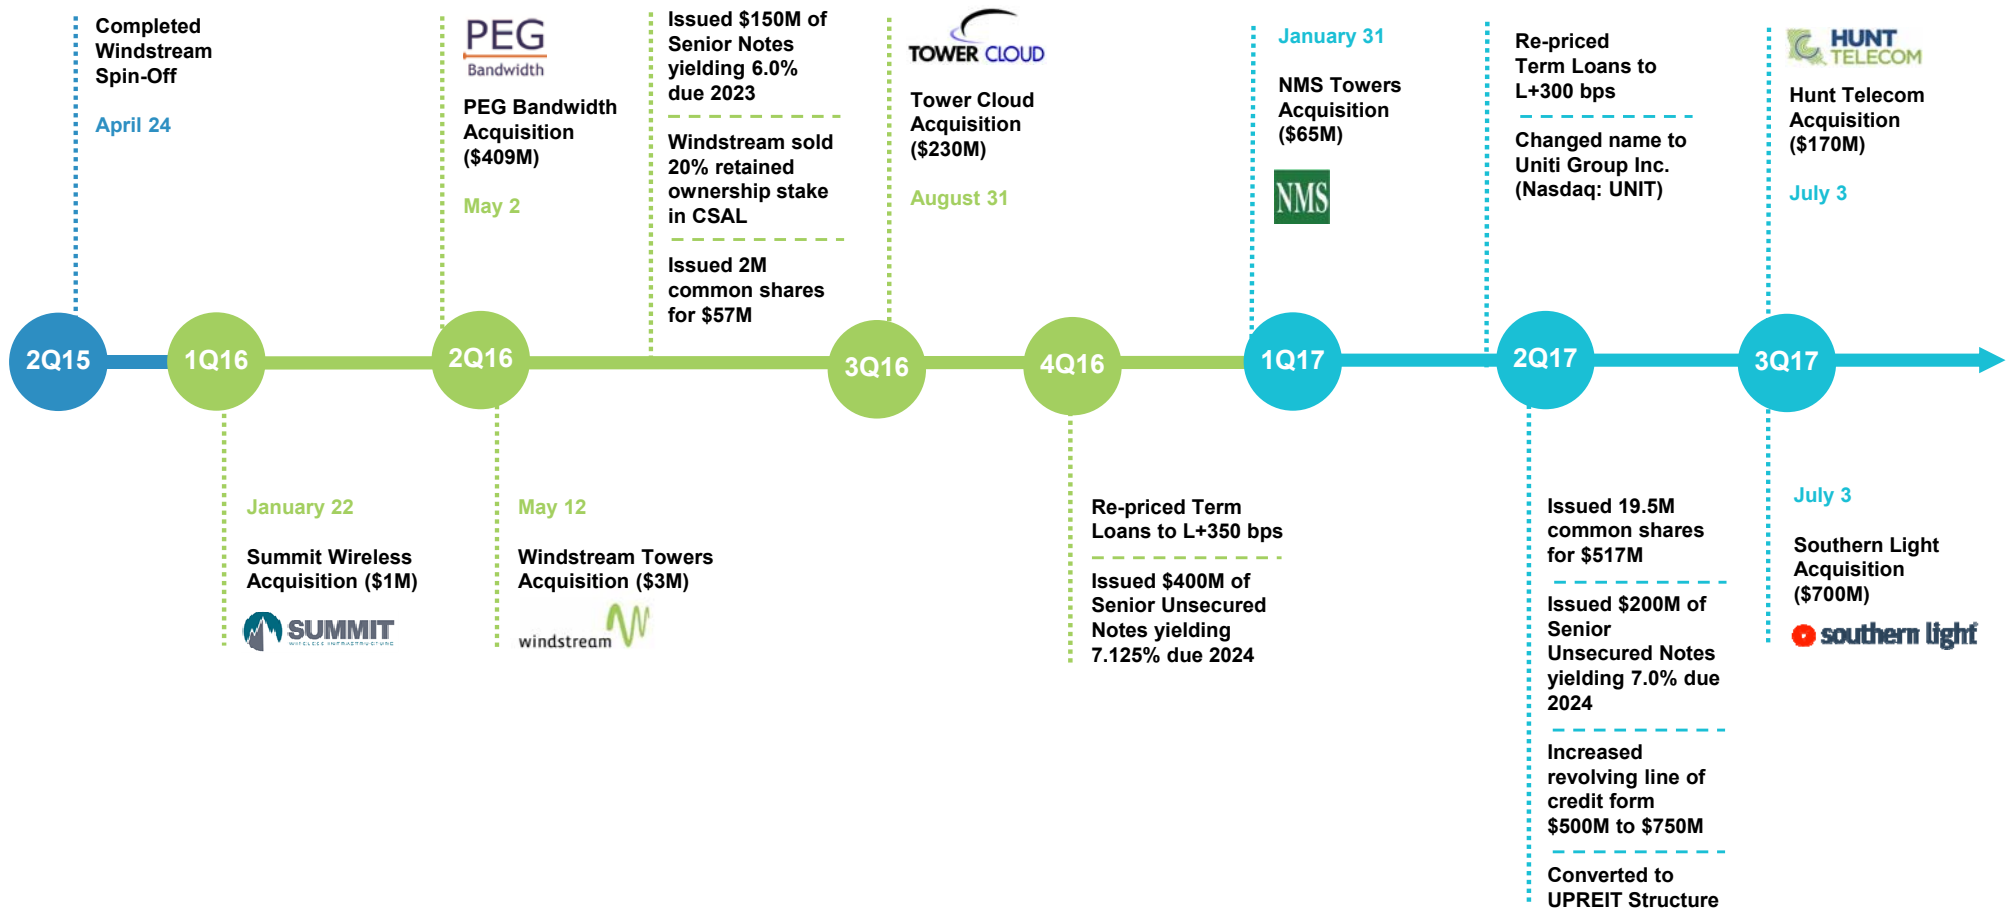 Completed
Windstream
Spin-Off
April 24
PEG
Bandwidth
PEG Bandwidth
Acquisition
($409M)
May 2
Issued $150M of
Senior Notes
yielding 6.0%
due 2023
Windstream sold
20% retained
ownership stake
in CSAL
Issued 2M
common shares
for $57M
TOWER CLOUD
Tower Cloud
Acquisition
($230M)
August 31
January 31
NMS Towers
Acquisition
($65M)
NMS
Re-priced
Term Loans to
L+300 bps
Changed name to
Uniti Group Inc.
(Nasdaq: UNIT)
HUNT
TELECOM
Hunt Telecom
Acquisition
($170M)
July 3
2Q15
1Q16
2Q16
3Q16
4Q16
1Q17
2Q17
3Q17
January 22
Summit Wireless
Acquisition ($1M)
SUMMIT
WIRELESS INFRASTRUCTURE
May 12
Windstream Towers
Acquisition ($3M)
windstream
Re-priced Term
Loans to L+350 bps
Issued $400M of
Senior Unsecured
Notes yielding
7.125% due 2024
Issued 19.5M
common shares
for $517M
Issued $200M of
Senior
Unsecured Notes
yielding 7.0% due
2024
Increased
revolving line of
credit form
$500M to $750M
Converted to
UPREIT Structure
July 3
Southern Light
Acquisition
($700M)
southern light